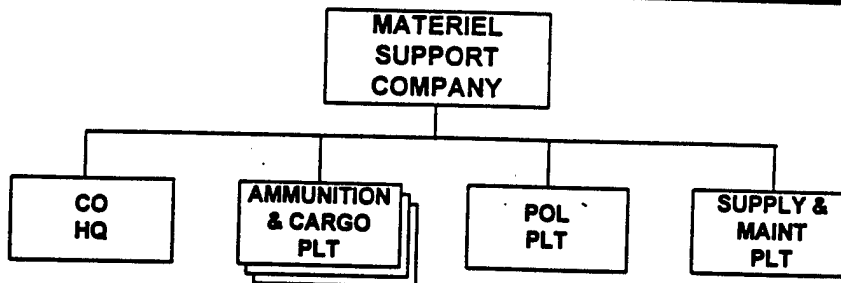 MATERIEL
SUPPORT
COMPANY
CO
HQ
AMMUNITION
& CARGO
PLT
POL
PLT
SUPPLY &
MAINT
PLT